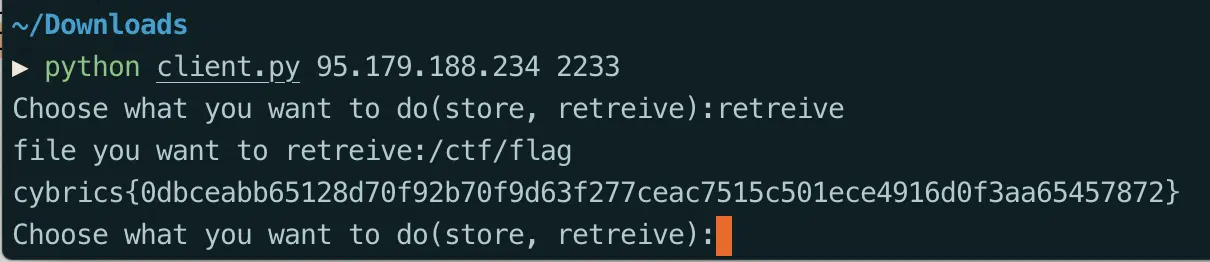 ~/Downloads
▶ python client.py 95.179.188.234 2233
Choose what you want to do(store, retreive):retreive
file you want to retreive:/ctf/flag
cybrics{0dbceabb65128d70f92b70f9d63f277ceac7515c501ece4916d0f3aa65457872}
Choose what you want to do(store, retreive):